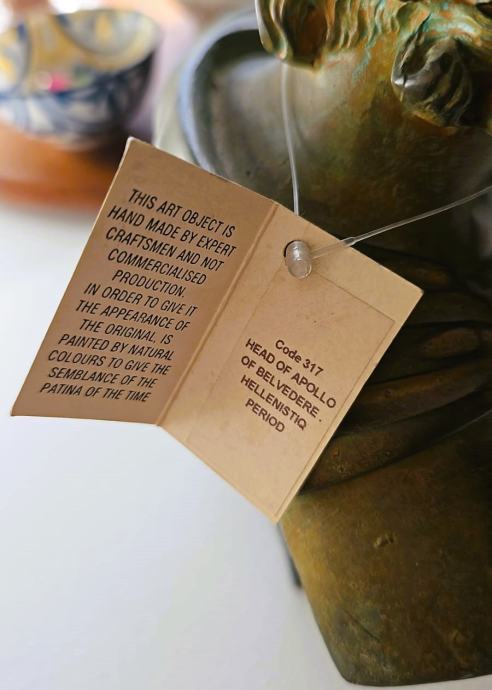 THIS ART OBJECT IS
HAND MADE BY EXPERT
CRAFTSMEN AND NOT
COMMERCIALISED
PRODUCTION.
IN ORDER TO GIVE IT
THE APPEARANCE OF
THE ORIGINAL, IS
PAINTED BY NATURAL
COLOURS TO GIVE THE
SEMBLANCE OF THE
PATINA OF THE TIME
Code 317
HEAD OF APOLLO
OF BELVEDERE.
HELLENISTIQ
PERIOD